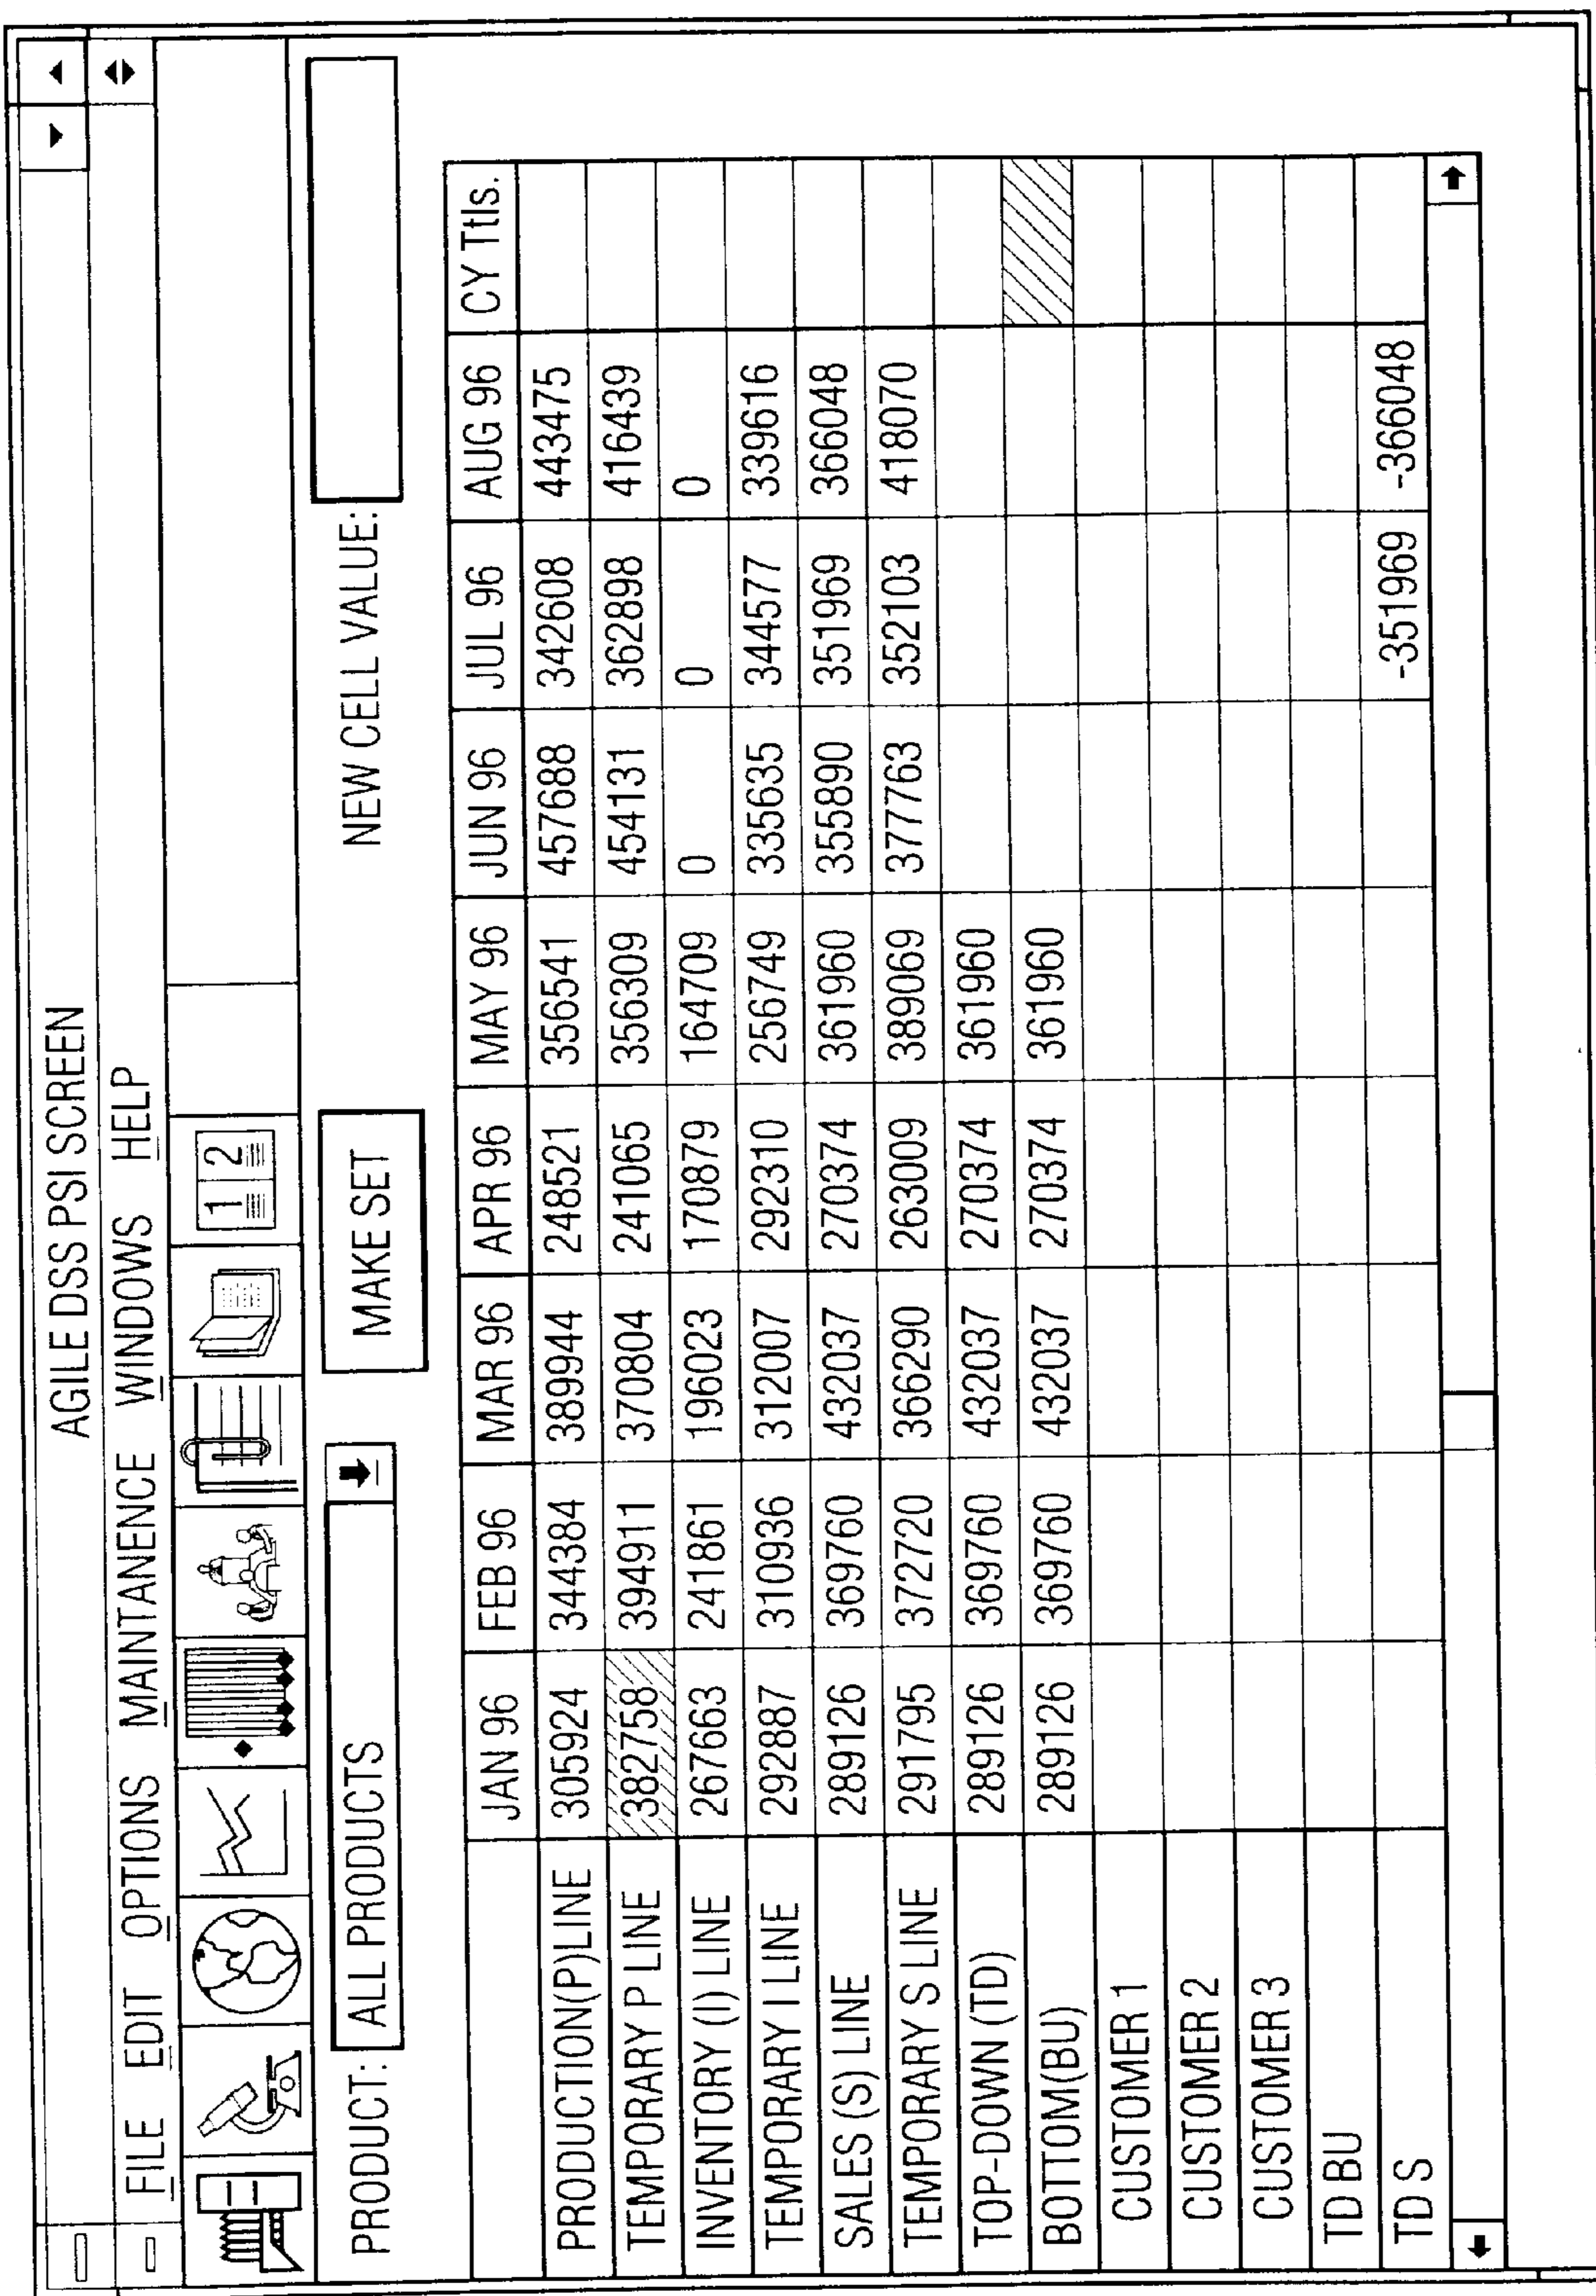 AGILE DSS PSI SCREEN
FILE EDIT OPTIONS MAINTANENCE WINDOWS HELP
1 2
PRODUCT: ALL PRODUCTS MAKE SET NEW CELL VALUE:
JAN 96 FEB 96 MAR 96 APR 96 MAY 96 JUN 96 JUL 96 AUG 96 CY Ttls.
PRODUCTION(P)LINE 305924 344384 389944 248521 356541 457688 342608 443475
TEMPORARY P LINE 382758 394911 370804 241065 356309 454131 362898 416439
INVENTORY (I) LINE 267663 241861 196023 170879 164709 0 0 0
TEMPORARY I LINE 292887 310936 312007 292310 256749 335635 344577 339616
SALES (S) LINE 289126 369760 432037 270374 361960 355890 351969 366048
TEMPORARY S LINE 291795 372720 366290 263009 389069 377763 352103 418070
TOP-DOWN (TD) 289126 369760 432037 270374 361960
BOTTOM(BU) 289126 369760 432037 270374 361960
CUSTOMER 1
CUSTOMER 2
CUSTOMER 3
TD BU
TD S -351969 -366048